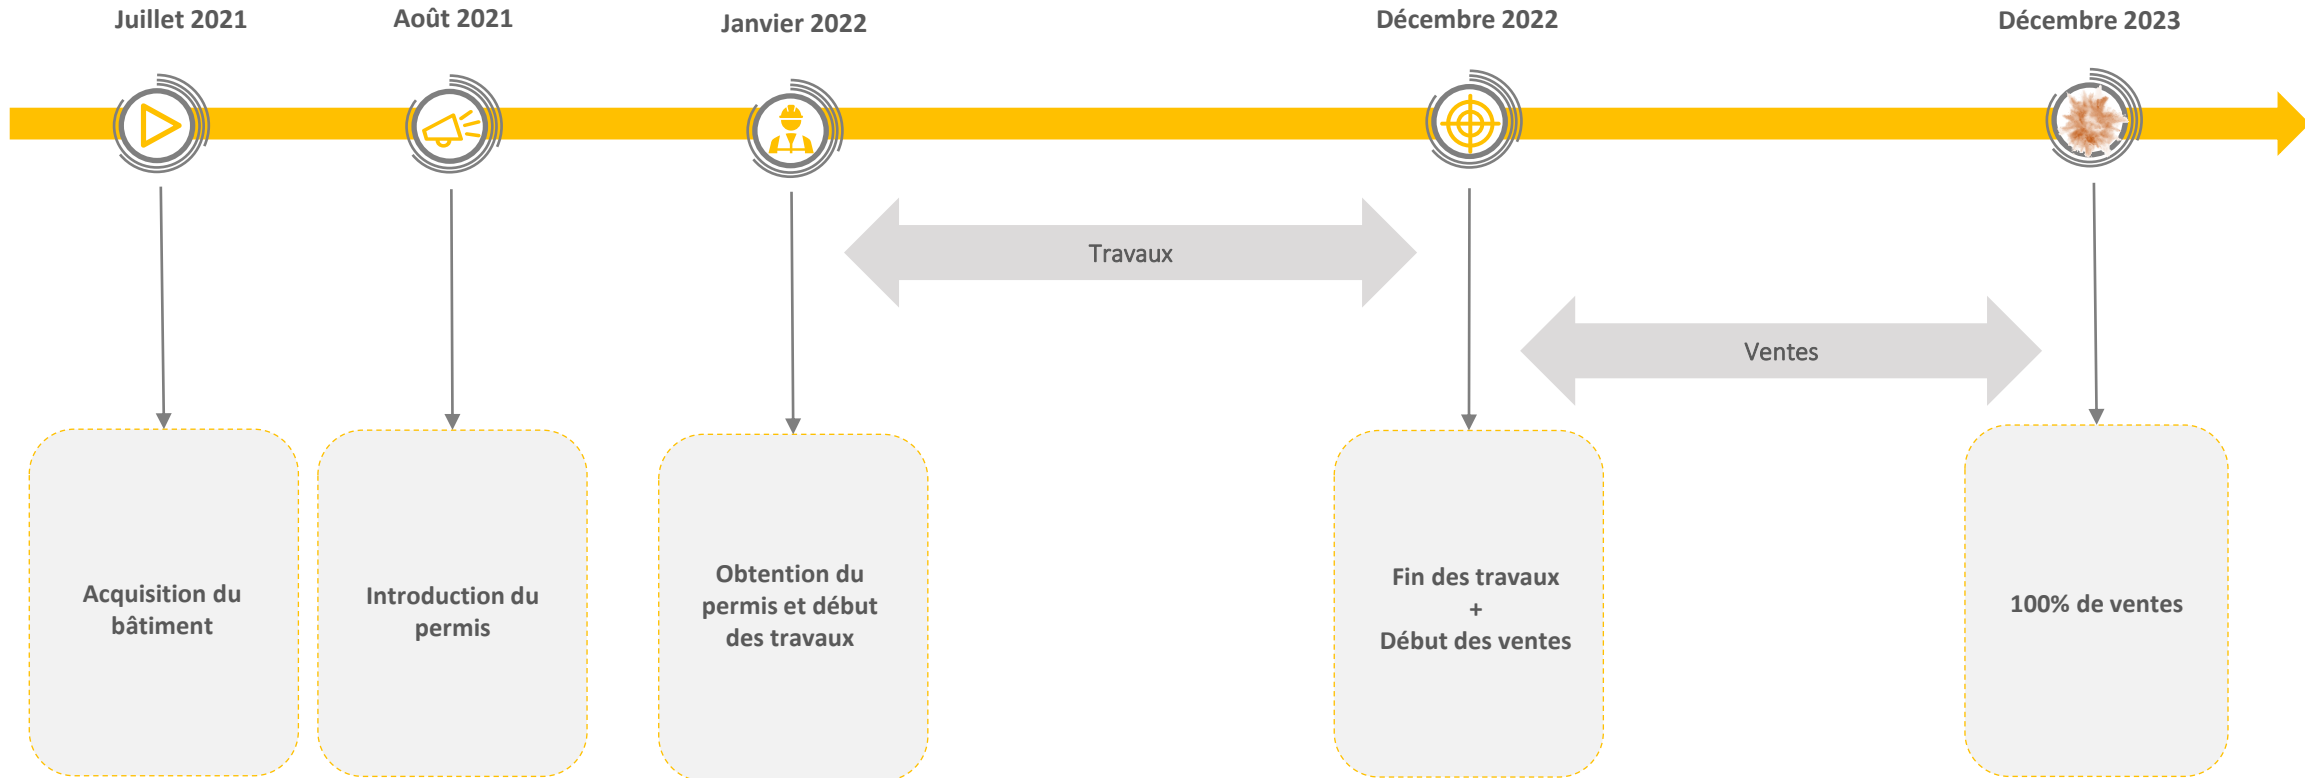 Juillet 2021
Août 2021
Janvier 2022
Décembre 2022
Décembre 2023
Travaux
Ventes
Acquisition du
bâtiment
Introduction du
permis
Obtention du
permis et début
des travaux
Fin des travaux
+
Début des ventes
100% de ventes